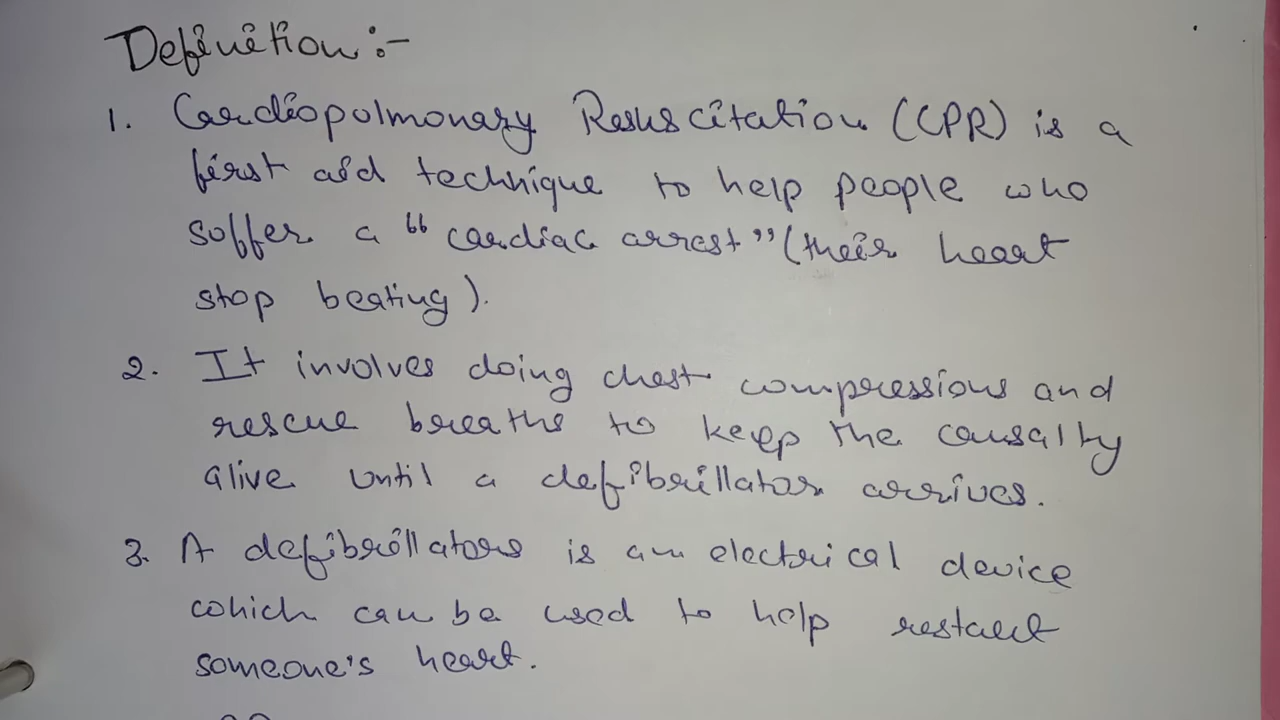 Definition :-
1. Cardiopolmonary Resuscitation (CPR) is a
first aid technique to help people who
suffer a "cardiac arrest" (their heart
stop beating).
2. It involves doing chest compressions and
rescue breaths to keep the causalty
alive until a defibrillator arrives.
3. A defibrillators is an electrical device
which can be used to help restart
someone's heart.